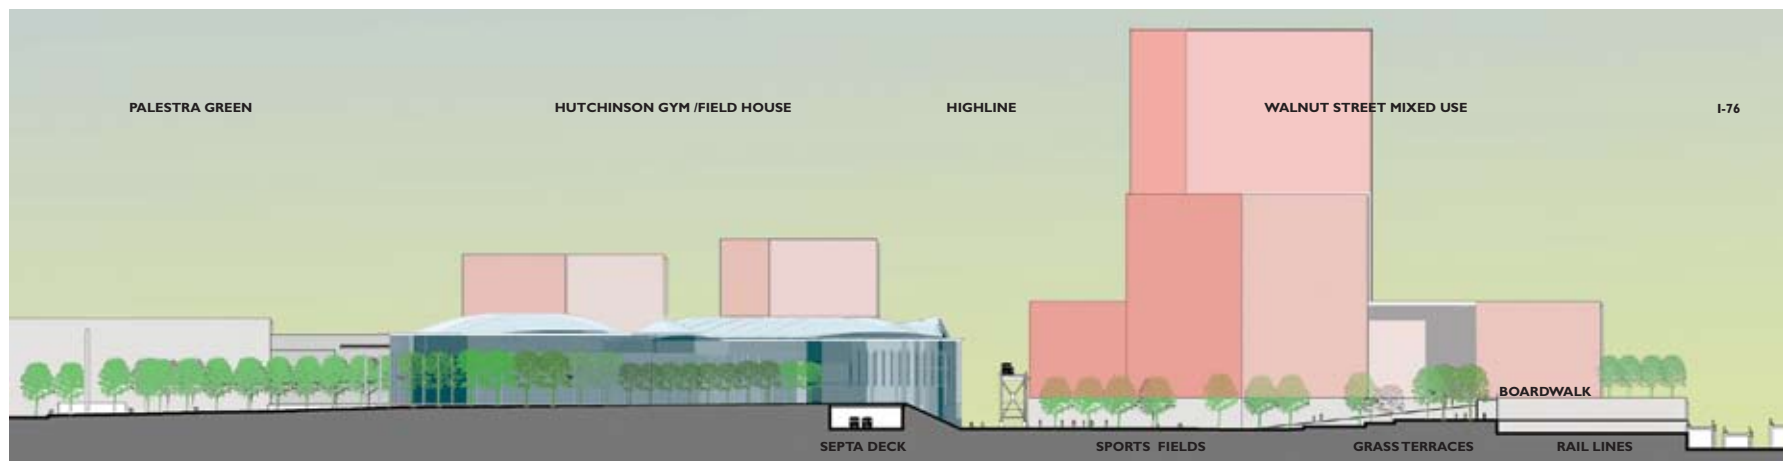 PALESTRA GREEN
HUTCHINSON GYM /FIELD HOUSE
HIGHLINE
WALNUT STREET MIXED USE
I-76
BOARDWALK
SEPTA DECK
SPORTS FIELDS
GRASS TERRACES
RAIL LINES